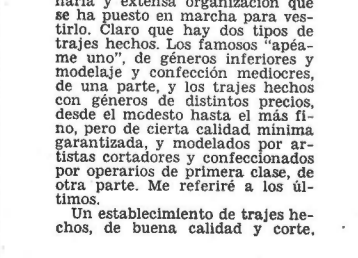 naria y extensa organización que
se ha puesto en marcha para ves-
tirlo. Claro que hay dos tipos de
trajes hechos. Los famosos "apéa-
me uno", de géneros inferiores y
modelaje y confección mediocres,
de una parte, y los trajes hechos
con géneros de distintos precios,
desde el modesto hasta el más fi-
no, pero de cierta calidad mínima
garantizada, y modelados por ar-
tistas cortadores y confeccionados
por operarios de primera clase, de
otra parte. Me referiré a los úl-
timos.
Un establecimiento de trajes he-
chos, de buena calidad y corte,